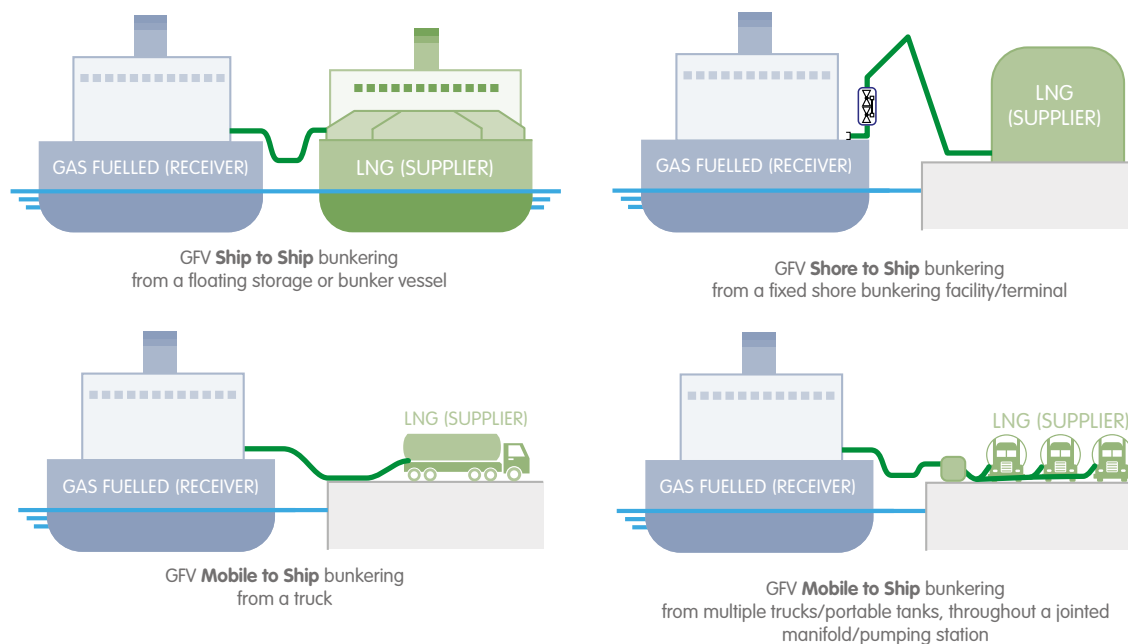 GAS FUELLED (RECEIVER)
LNG (SUPPLIER)
GFV Ship to Ship bunkering
from a floating storage or bunker vessel
LNG
(SUPPLIER)
GAS FUELLED (RECEIVER)
GFV Shore to Ship bunkering
from a fixed shore bunkering facility/terminal
LNG (SUPPLIER)
GAS FUELLED (RECEIVER)
GFV Mobile to Ship bunkering
from a truck
LNG (SUPPLIER)
GAS FUELLED (RECEIVER)
GFV Mobile to Ship bunkering
from multiple trucks/portable tanks, throughout a jointed
manifold/pumping station